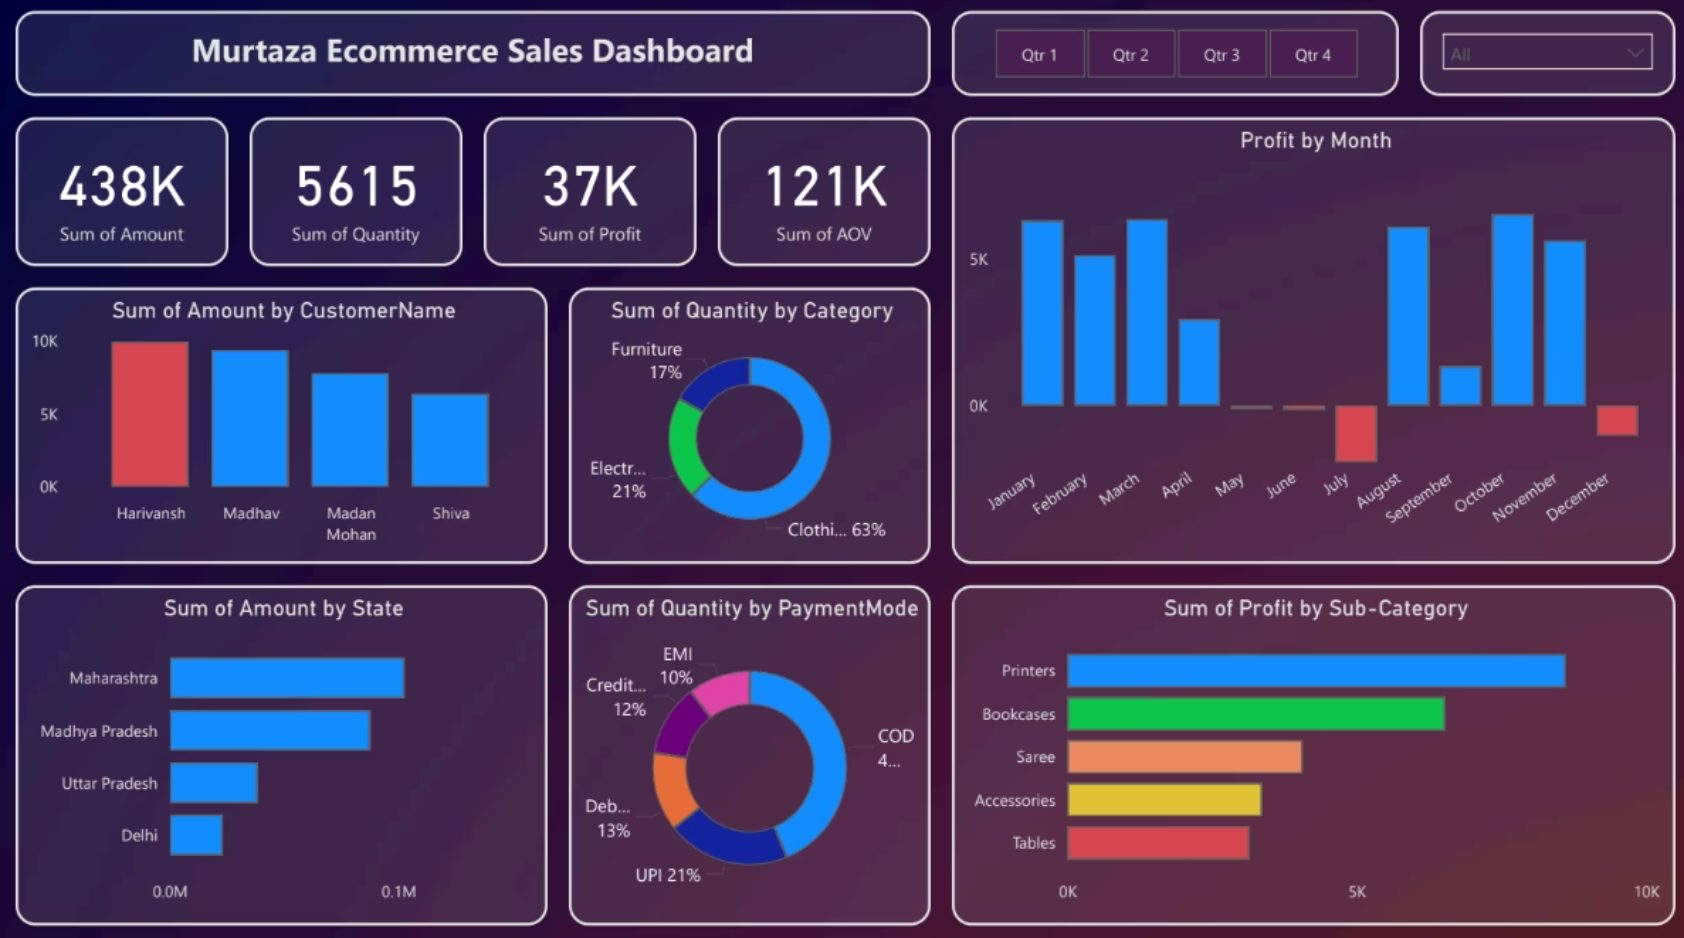 Murtaza Ecommerce Sales Dashboard
Qtr 1
Qtr 2
Qtr 3
Qtr 4
All
438K
Sum of Amount
5615
Sum of Quantity
37K
Sum of Profit
121K
Sum of AOV
Profit by Month
5K
0K
January
February
March
April
May
June
July
August
September
October
November
December
Sum of Amount by CustomerName
10K
5K
0K
Harivansh
Madhav
Madan
Mohan
Shiva
Sum of Quantity by Category
Furniture
17%
Electr...
21%
Clothi... 63%
Sum of Amount by State
Maharashtra
Madhya Pradesh
Uttar Pradesh
Delhi
0.0M
0.1M
Sum of Quantity by PaymentMode
EMI
10%
Credit...
12%
COD
4...
Deb...
13%
UPI 21%
Sum of Profit by Sub-Category
Printers
Bookcases
Saree
Accessories
Tables
0K
5K
10K